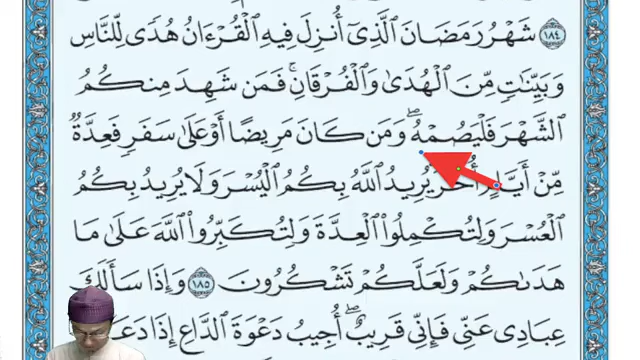 ١٨٤ شَهْرُ رَمَضَانَ ٱلَّذِىٓ أُنزِلَ فِيهِ ٱلْقُرْءَانُ هُدًى لِّلنَّاسِ
وَبَيِّنَٰتٍ مِّنَ ٱلْهُدَىٰ وَٱلْفُرْقَانِ ۚ فَمَن شَهِدَ مِنكُمُ
ٱلشَّهْرَ فَلْيَصُمْهُ ۖ وَمَن كَانَ مَرِيضًا أَوْ عَلَىٰ سَفَرٍ فَعِدَّةٌ
مِّنْ أَيَّامٍ أُخَرَ ۗ يُرِيدُ ٱللَّهُ بِكُمُ ٱلْيُسْرَ وَلَا يُرِيدُ بِكُمُ
ٱلْعُسْرَ وَلِتُكْمِلُوا۟ ٱلْعِدَّةَ وَلِتُكَبِّرُوا۟ ٱللَّهَ عَلَىٰ مَا
هَدَىٰكُمْ وَلَعَلَّكُمْ تَشْكُرُونَ ١٨٥ وَإِذَا سَأَلَكَ
عِبَادِى عَنِّى فَإِنِّى قَرِيبٌ ۖ أُجِيبُ دَعْوَةَ ٱلدَّاعِ إِذَا